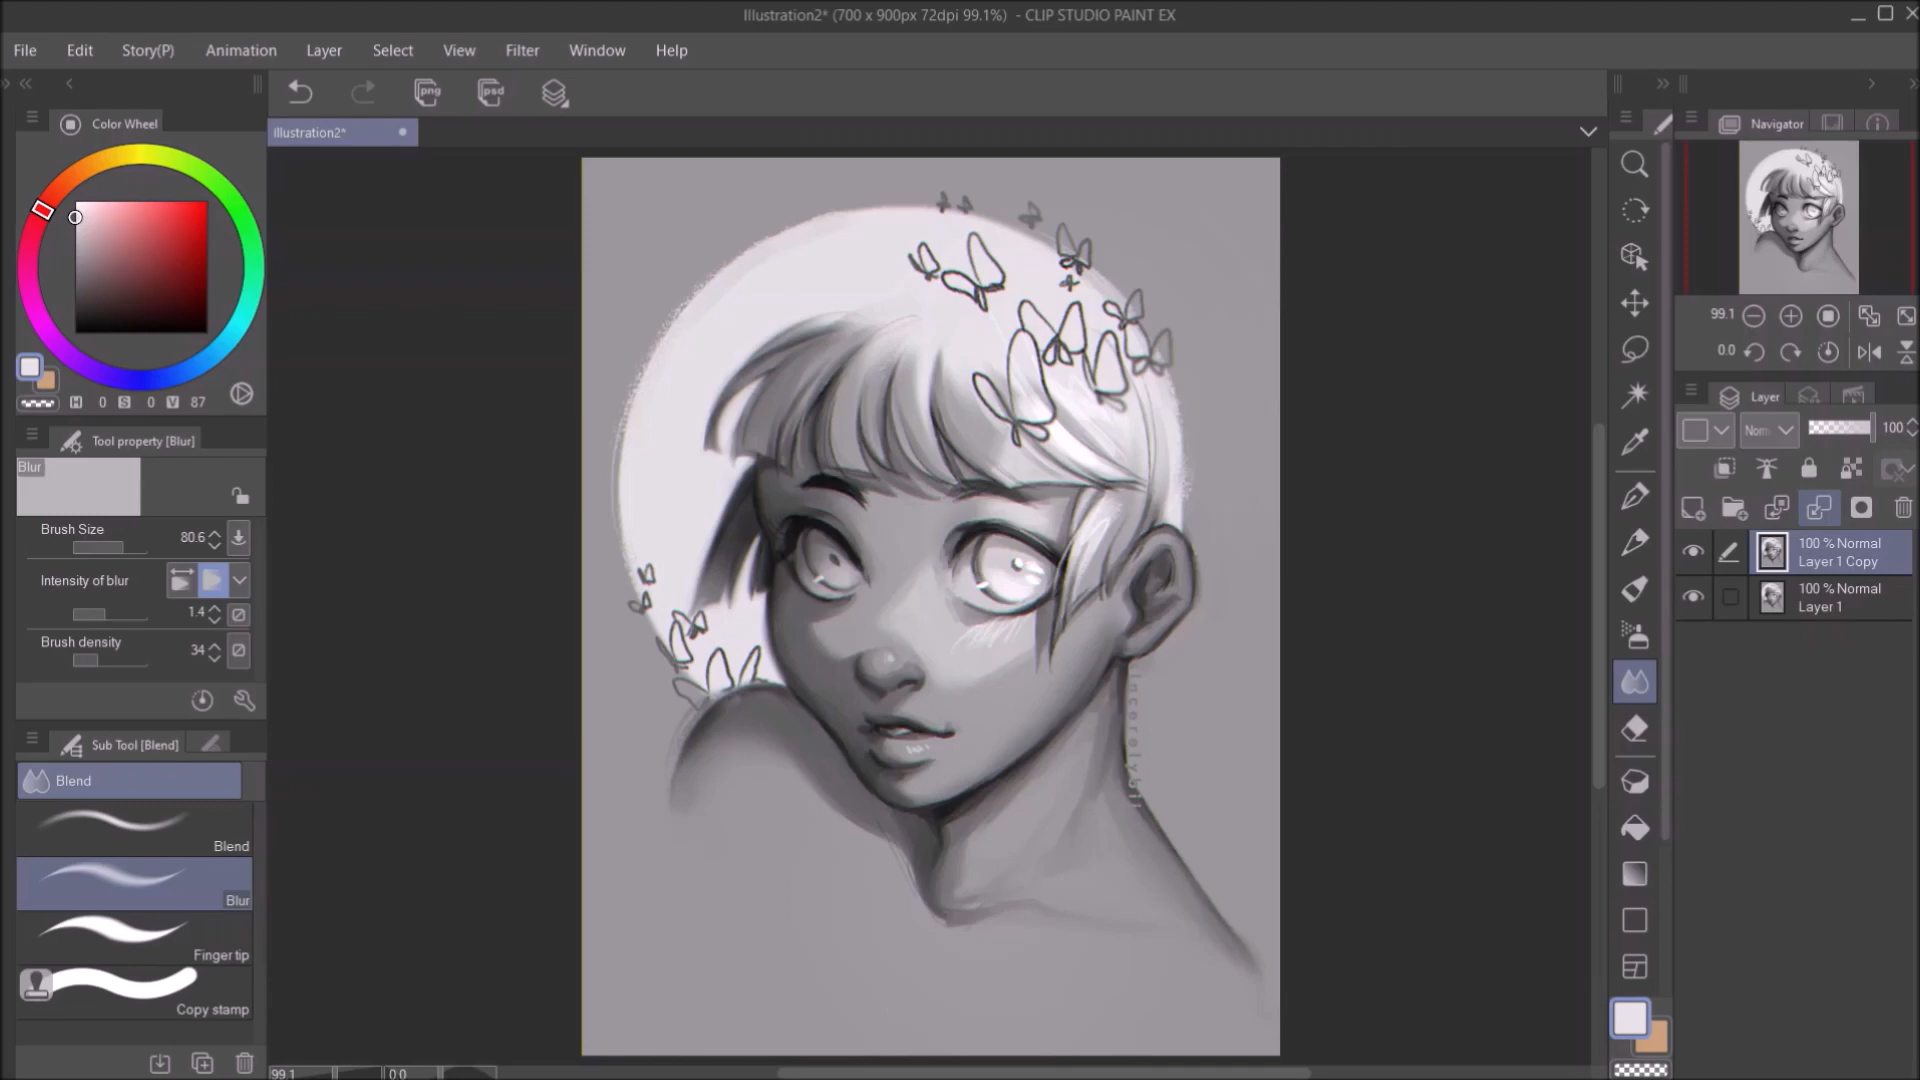 Illustration2* (700 x 900px 72dpi 99.1%) - CLIP STUDIO PAINT EX
File Edit Story(P) Animation Layer Select View Filter Window Help
png psd
Color Wheel
Illustration2*
Navigator
99.1
0.0
H 0 S 0 V 87
Tool property [Blur]
Blur
Brush Size 80.6
Intensity of blur
1.4
Brush density
34
Layer
Norm 100
100 % Normal
Layer 1 Copy
100 % Normal
Layer 1
Sub Tool [Blend]
Blend
Blend
Blur
Finger tip
Copy stamp
99.1 0.0